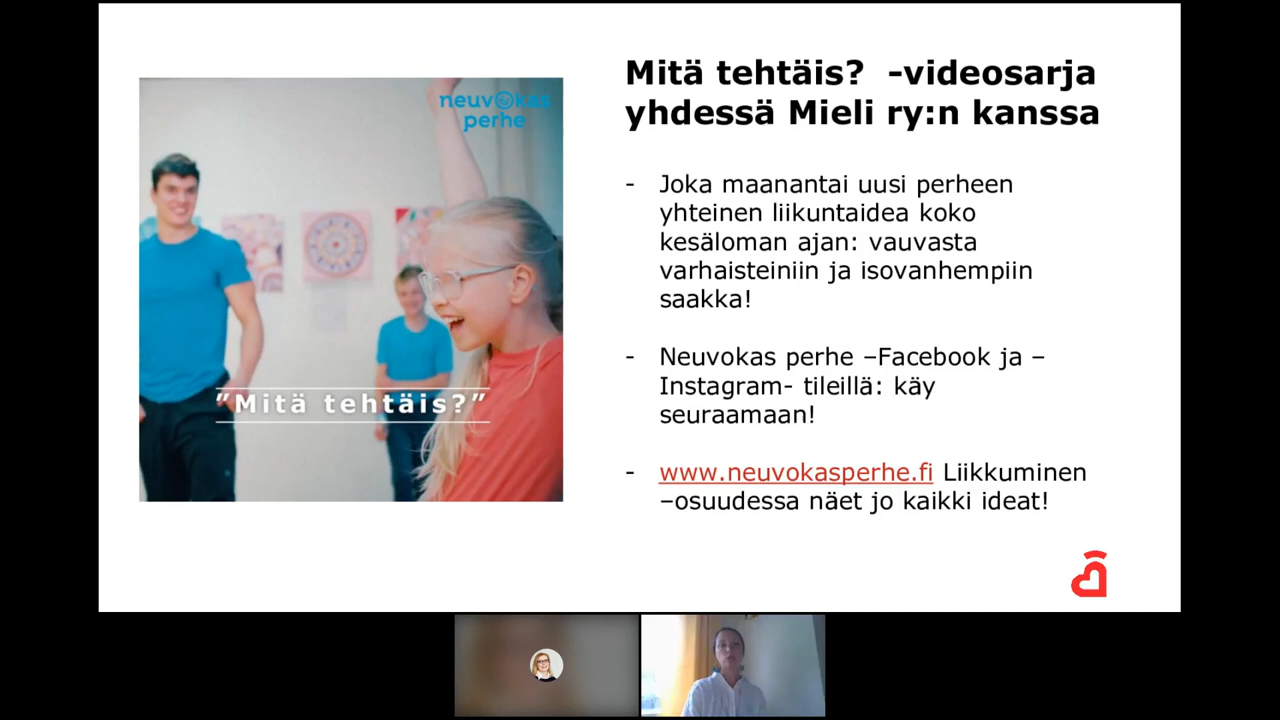 neuvokas
perhe
"Mitä tehtäis?"
Mitä tehtäis?  -videosarja
yhdessä Mieli ry:n kanssa
- Joka maanantai uusi perheen
yhteinen liikuntaidea koko
kesäloman ajan: vauvasta
varhaisteiniin ja isovanhempiin
saakka!
- Neuvokas perhe –Facebook ja –
Instagram- tileillä: käy
seuraamaan!
- www.neuvokasperhe.fi Liikkuminen
–osuudessa näet jo kaikki ideat!